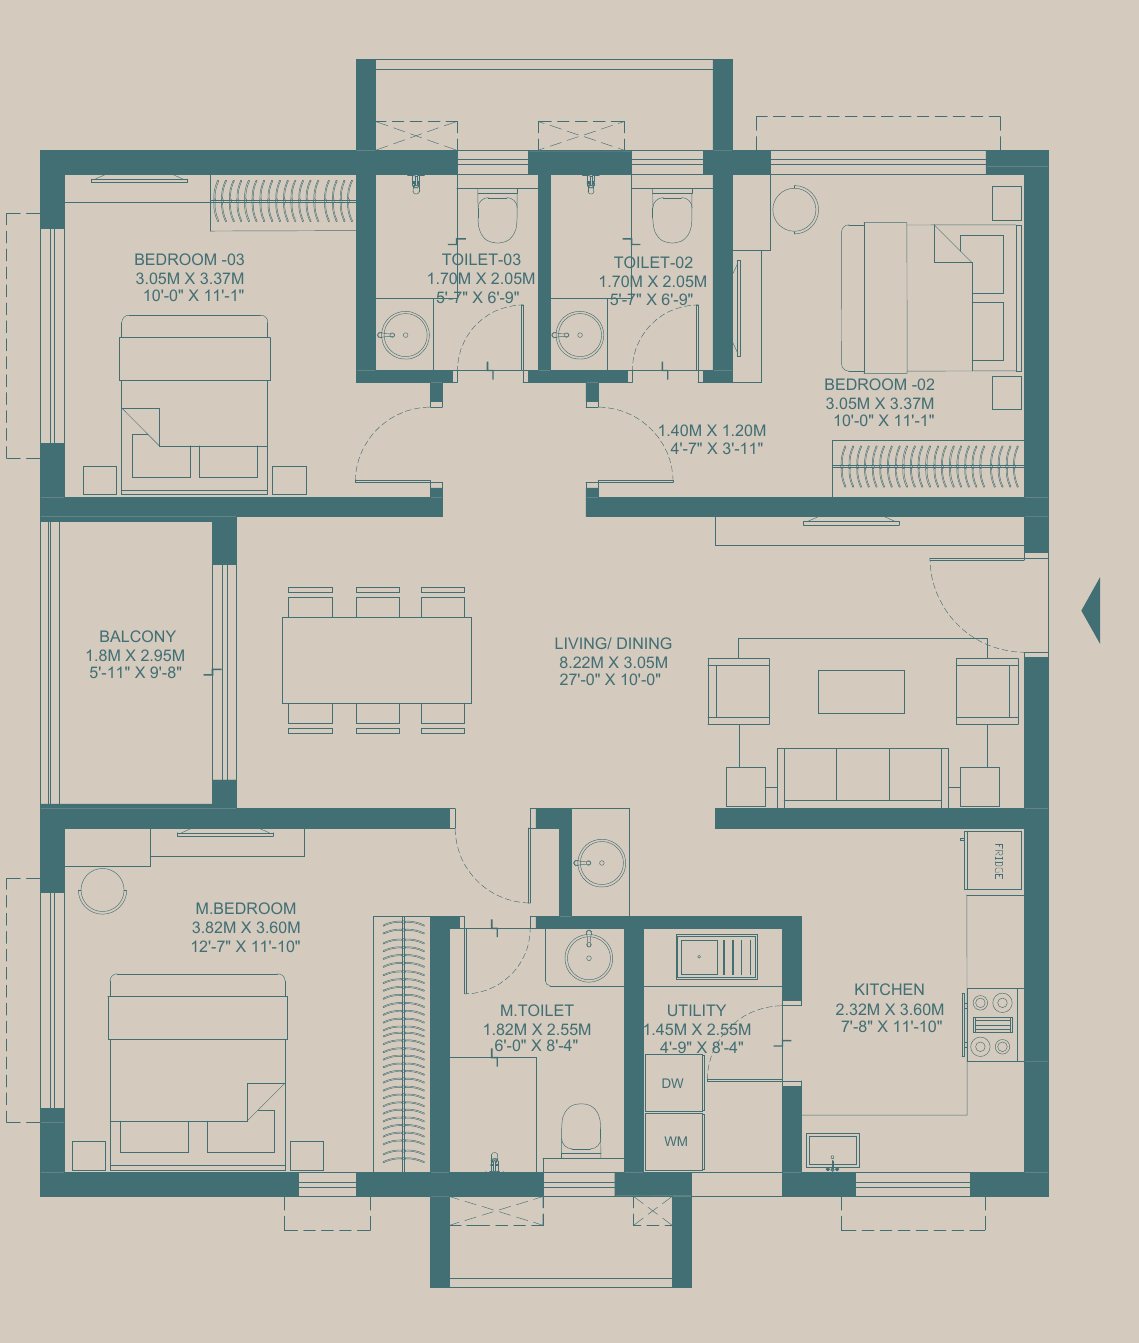 BEDROOM -03
3.05M X 3.37M
10'-0" X 11'-1"
TOILET-03
1.70M X 2.05M
5'-7" X 6'-9"
TOILET-02
1.70M X 2.05M
5'-7" X 6'-9"
BEDROOM -02
3.05M X 3.37M
10'-0" X 11'-1"
1.40M X 1.20M
4'-7" X 3'-11"
BALCONY
1.8M X 2.95M
5'-11" X 9'-8"
LIVING/ DINING
8.22M X 3.05M
27'-0" X 10'-0"
FRIDGE
M.BEDROOM
3.82M X 3.60M
12'-7" X 11'-10"
M.TOILET
1.82M X 2.55M
6'-0" X 8'-4"
UTILITY
1.45M X 2.55M
4'-9" X 8'-4"
DW
WM
KITCHEN
2.32M X 3.60M
7'-8" X 11'-10"